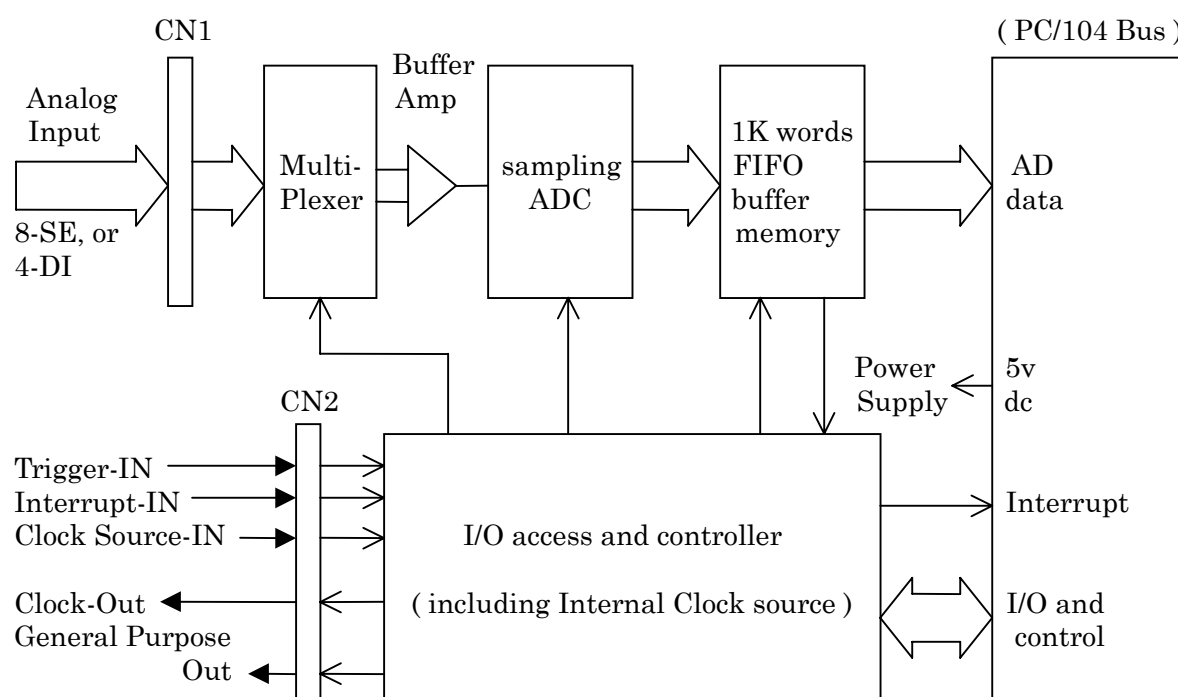 CN1
( PC/104 Bus )
Buffer
Amp
Analog
Input
Multi-
Plexer
sampling
ADC
1K words
FIFO
buffer
memory
AD
data
8-SE, or
4-DI
Power
Supply
5v
dc
CN2
Trigger-IN
Interrupt-IN
Clock Source-IN
I/O access and controller
( including Internal Clock source )
Interrupt
Clock-Out
General Purpose
Out
I/O and
control